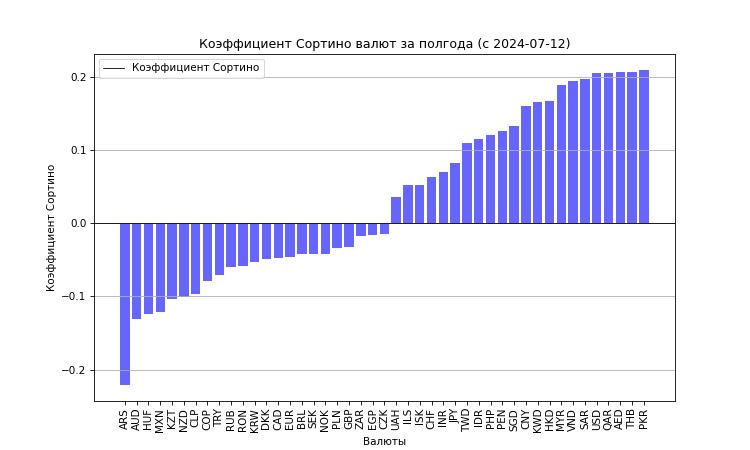 Коэффициент Сортино валют за полгода (с 2024-07-12)
Коэффициент Сортино
0.2
0.1
0.0
−0.1
−0.2
Коэффициент Сортино
ARS AUD HUF MXN KZT NZD CLP COP TRY RUB RON KRW DKK CAD EUR BRL SEK NOK PLN GBP ZAR EGP CZK UAH ILS ISK CHF INR JPY TWD IDR PHP PEN SGD CNY KWD HKD MYR VND SAR USD QAR AED THB PKR
Валюты